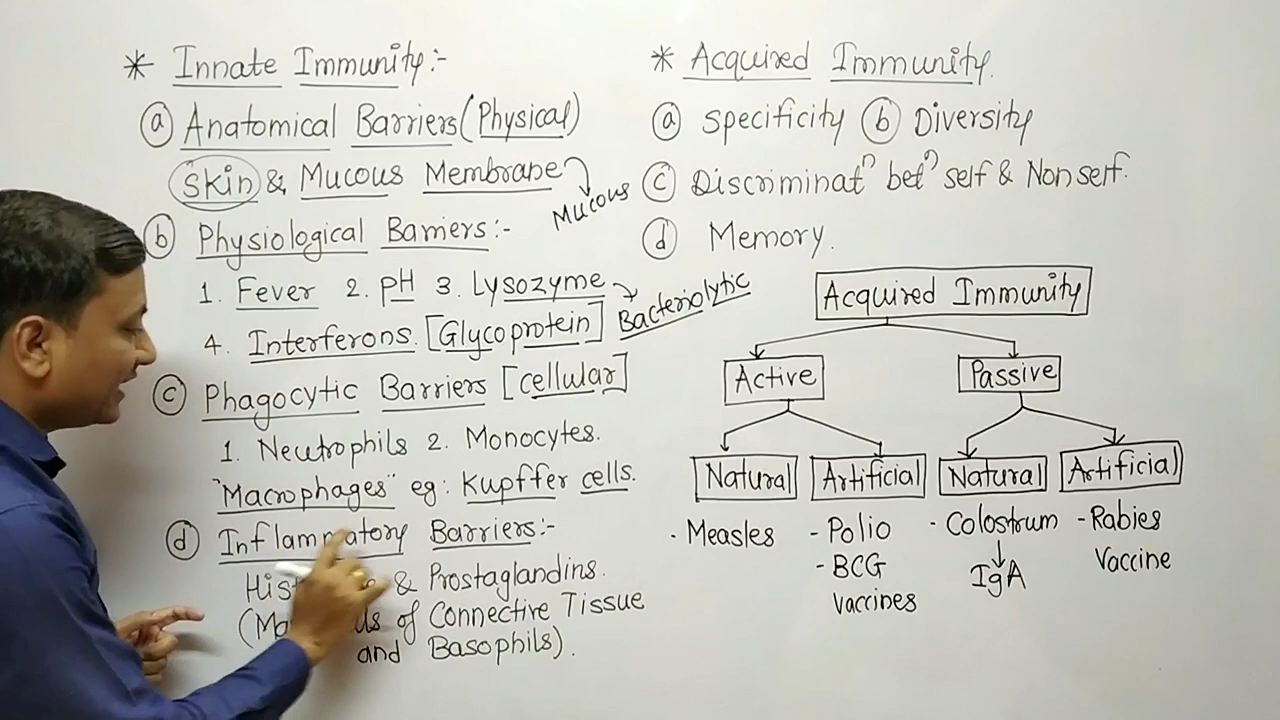 * Innate Immunity:-
ⓐ Anatomical Barriers (Physical)
Skin & Mucous Membrane
Mucous
ⓑ Physiological Barriers:-
1. Fever 2. pH 3. Lysozyme
Bacteriolytic
4. Interferons. [Glycoprotein]
ⓒ Phagocytic Barriers [cellular]
1. Neutrophils 2. Monocytes.
"Macrophages" eg: Kupffer cells.
ⓓ Inflammatory Barriers:-
& Prostaglandins.
of Connective Tissue
and Basophils).
* Acquired Immunity.
ⓐ Specificity ⓑ Diversity
ⓒ Discriminatⁿ betⁿ self & Nonself.
ⓓ Memory.
Acquired Immunity
Active
Passive
Natural
Artificial
Natural
Artificial
· Measles
- Polio
- BCG
Vaccines
· Colostrum
IgA
- Rabies
Vaccine